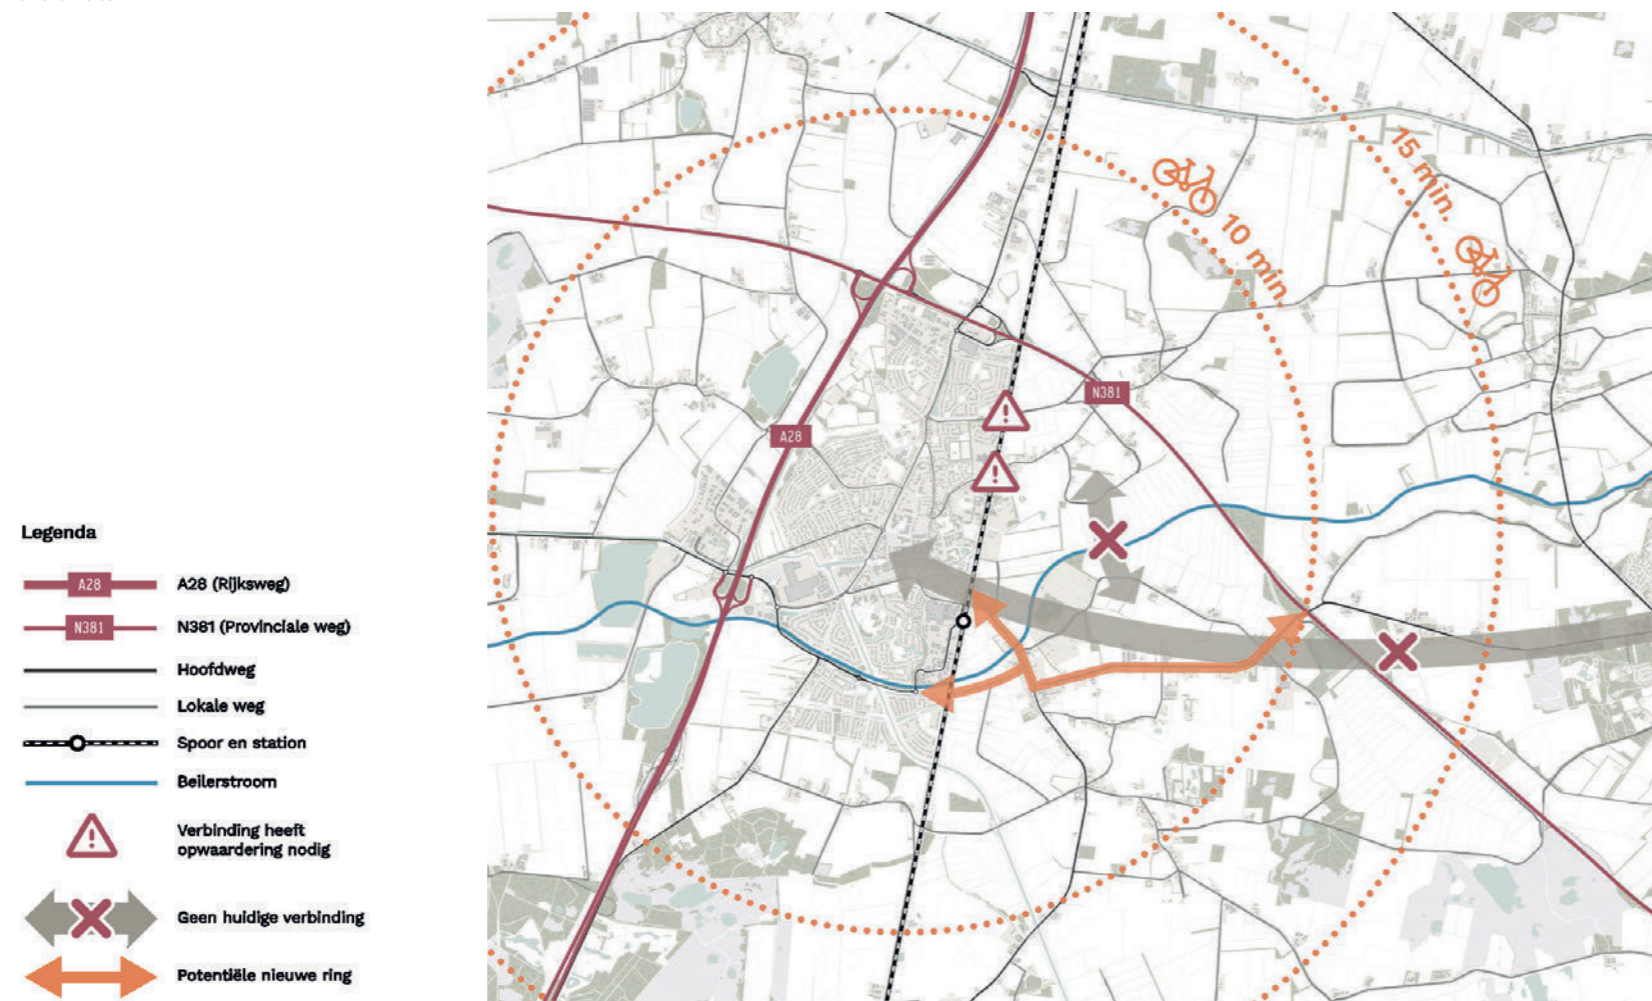 Legenda
A28
A28 (Rijksweg)
N381
N381 (Provinciale weg)
Hoofdweg
Lokale weg
Spoor en station
Beilerstroom
Verbinding heeft
opwaardering nodig
Geen huidige verbinding
Potentiële nieuwe ring
15 min.
10 min.
N381
A28